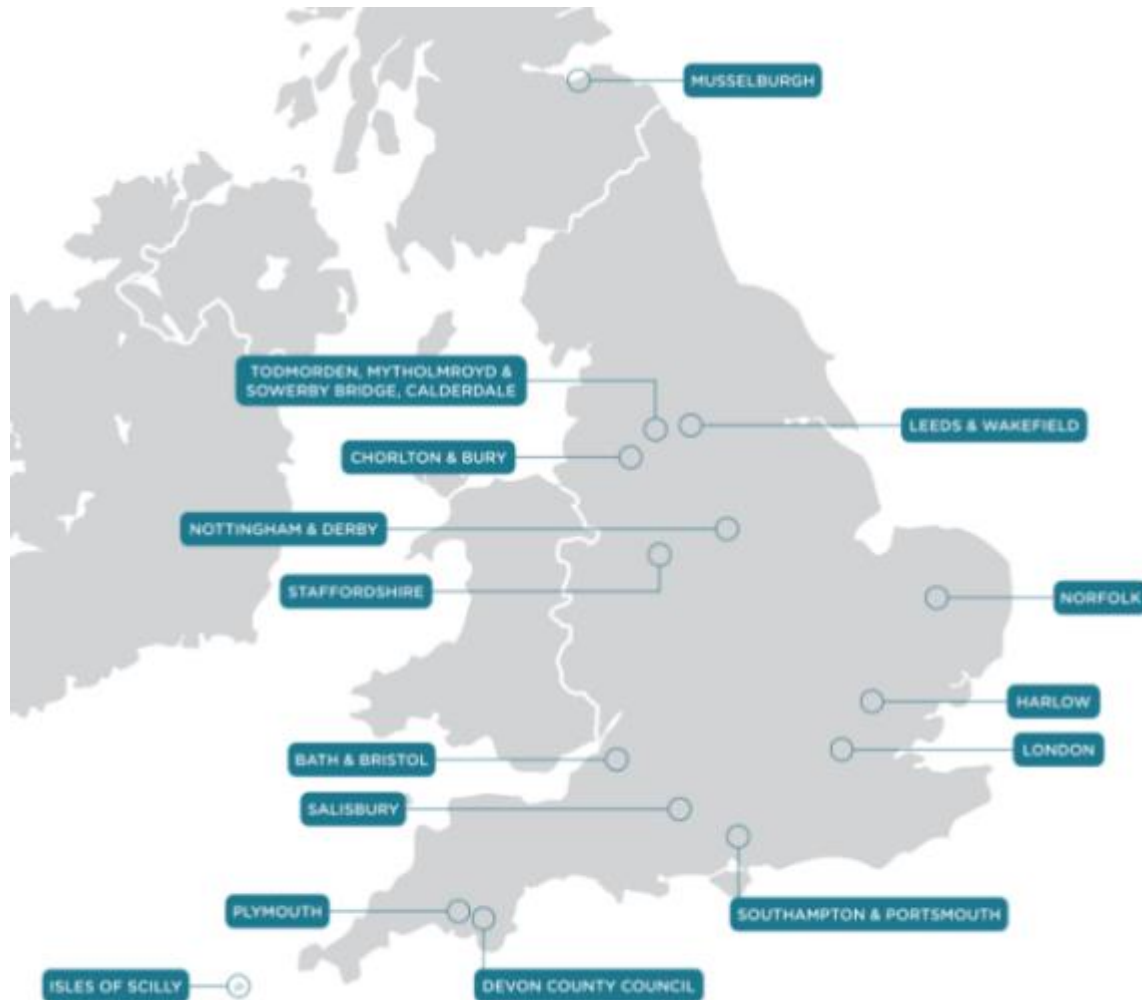 MUSSELBURGH
TODMORDEN, MYTHOLMROYD &
SOWERBY BRIDGE, CALDERDALE
LEEDS & WAKEFIELD
CHORLTON & BURY
NOTTINGHAM & DERBY
STAFFORDSHIRE
NORFOLK
HARLOW
LONDON
BATH & BRISTOL
SALISBURY
PLYMOUTH
SOUTHAMPTON & PORTSMOUTH
ISLES OF SCILLY
DEVON COUNTY COUNCIL